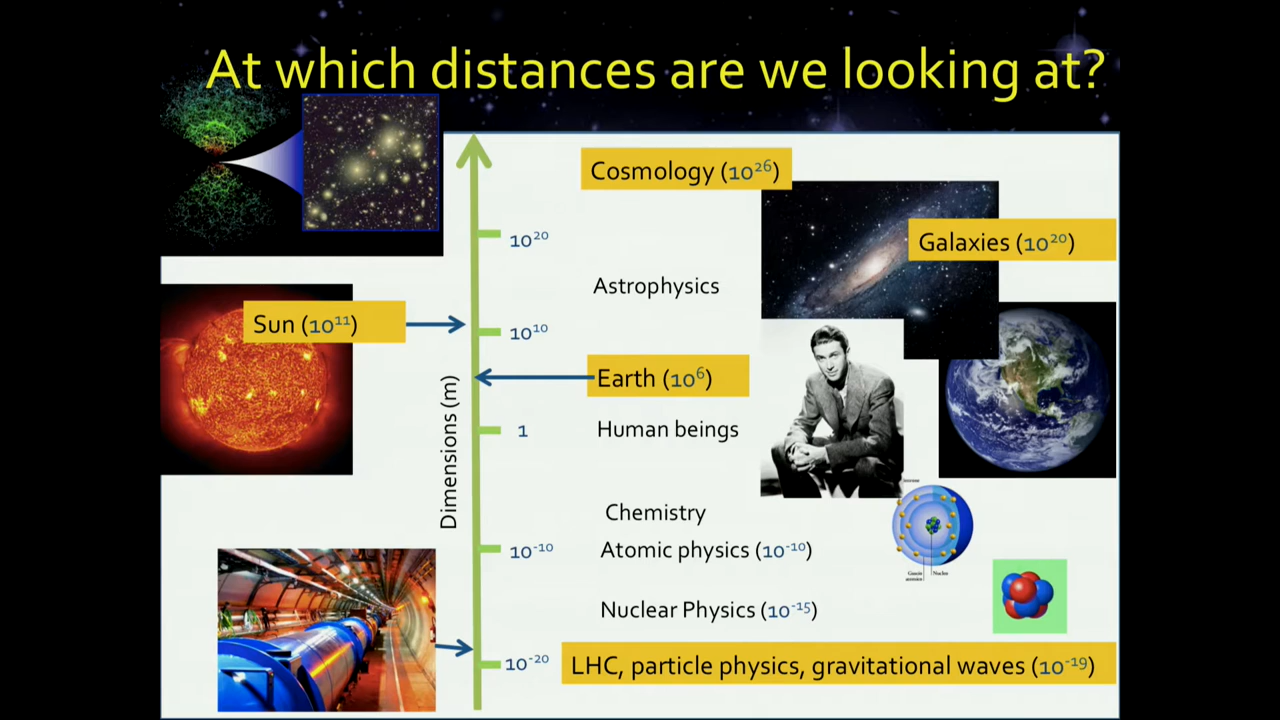 At which distances are we looking at?
Cosmology (10²⁶)
10²⁰
Galaxies (10²⁰)
Astrophysics
Sun (10¹¹)
10¹⁰
Earth (10⁶)
Dimensions (m)
1
Human beings
Chemistry
10⁻¹⁰
Atomic physics (10⁻¹⁰)
Nuclear Physics (10⁻¹⁵)
10⁻²⁰
LHC, particle physics, gravitational waves (10⁻¹⁹)